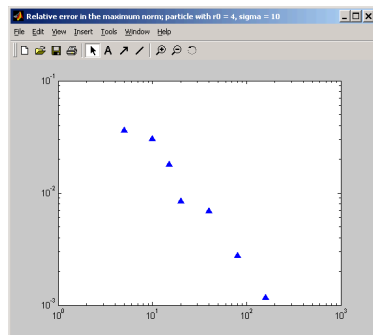 Relative error in the maximum norm; particle with r0 = 4, sigma = 10
File Edit View Insert Tools Window Help
A
10^-1
10^-2
10^-3
10^0 10^1 10^2 10^3